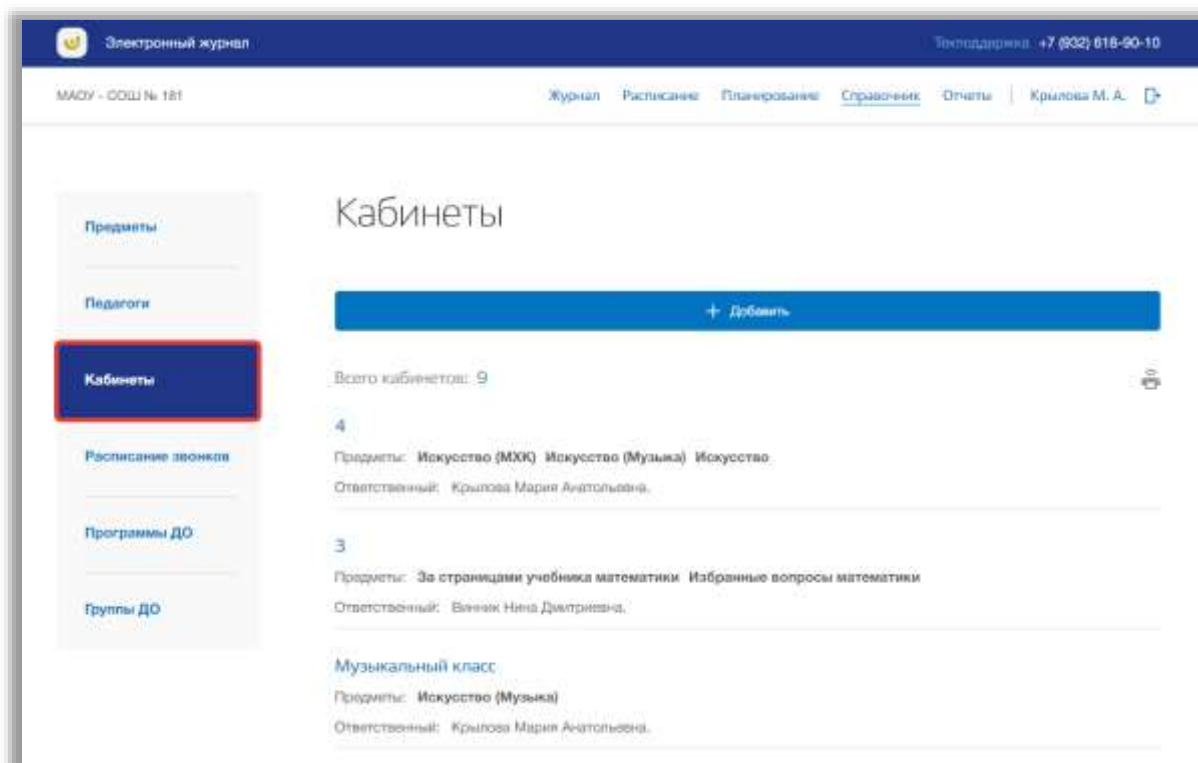 Электронный журнал
Техподдержка: +7 (932) 618-90-10
МАОУ - СОШ № 181
Журнал Расписание Планирование Справочник Отчеты Крылова М. А.
Предметы
Педагоги
Кабинеты
Расписание звонков
Программы ДО
Группы ДО
Кабинеты
+ Добавить
Всего кабинетов: 9
4
Предметы: Искусство (МХК) Искусство (Музыка) Искусство
Ответственный: Крылова Мария Анатольевна.
3
Предметы: За страницами учебника математики Избранные вопросы математики
Ответственный: Винник Нина Дмитриевна.
Музыкальный класс
Предметы: Искусство (Музыка)
Ответственный: Крылова Мария Анатольевна.